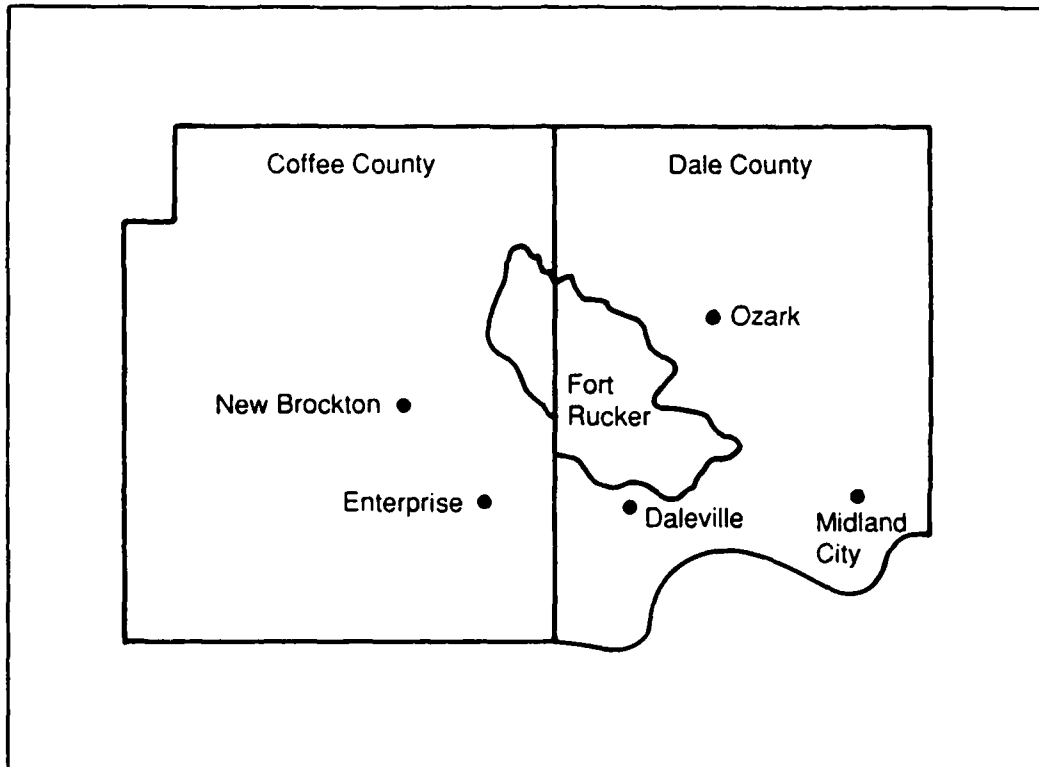 Coffee County
Dale County
Ozark
Fort
Rucker
New Brockton
Enterprise
Daleville
Midland
City